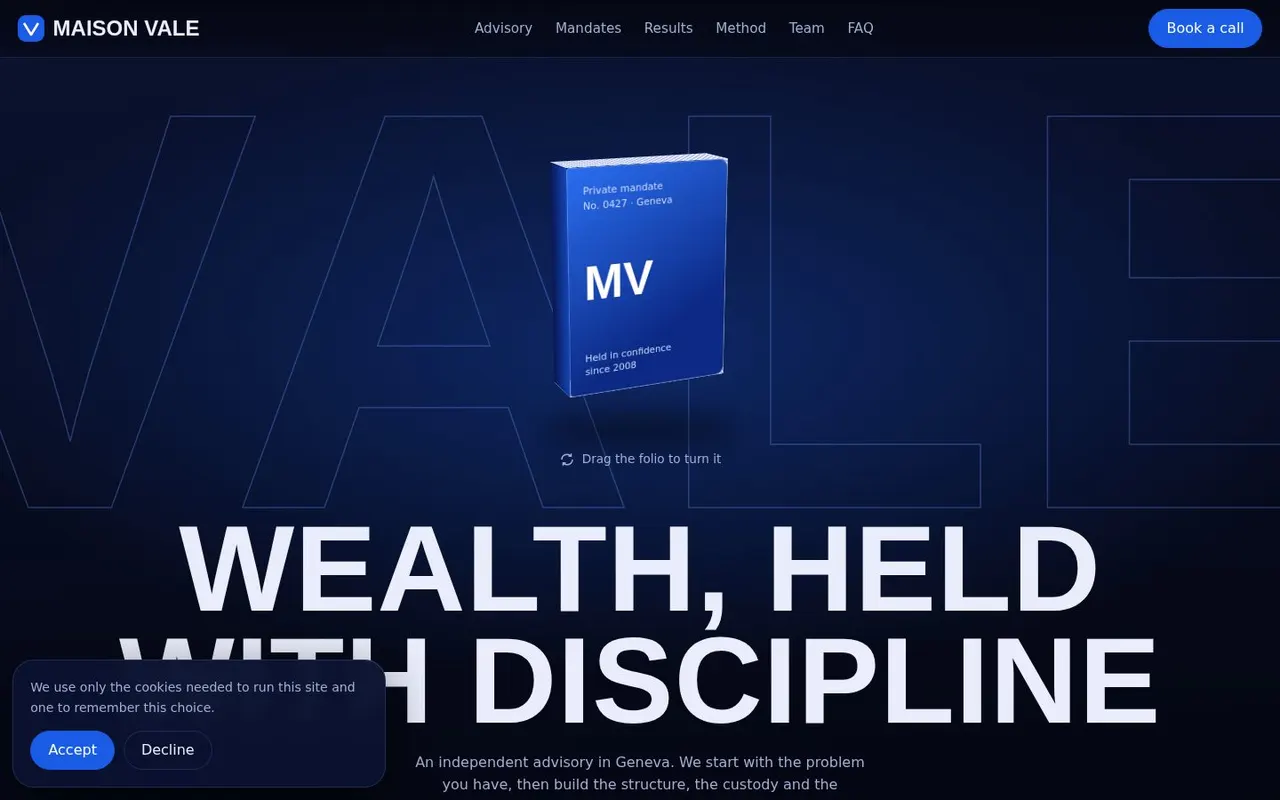 MAISON VALE
Advisory
Mandates
Results
Method
Team
FAQ
Book a call
VALE
Private mandate
No. 0427 · Geneva
MV
Held in confidence
since 2008
Drag the folio to turn it
WEALTH, HELD
WITH DISCIPLINE
We use only the cookies needed to run this site and
one to remember this choice.
Accept
Decline
An independent advisory in Geneva. We start with the problem
you have, then build the structure, the custody and the